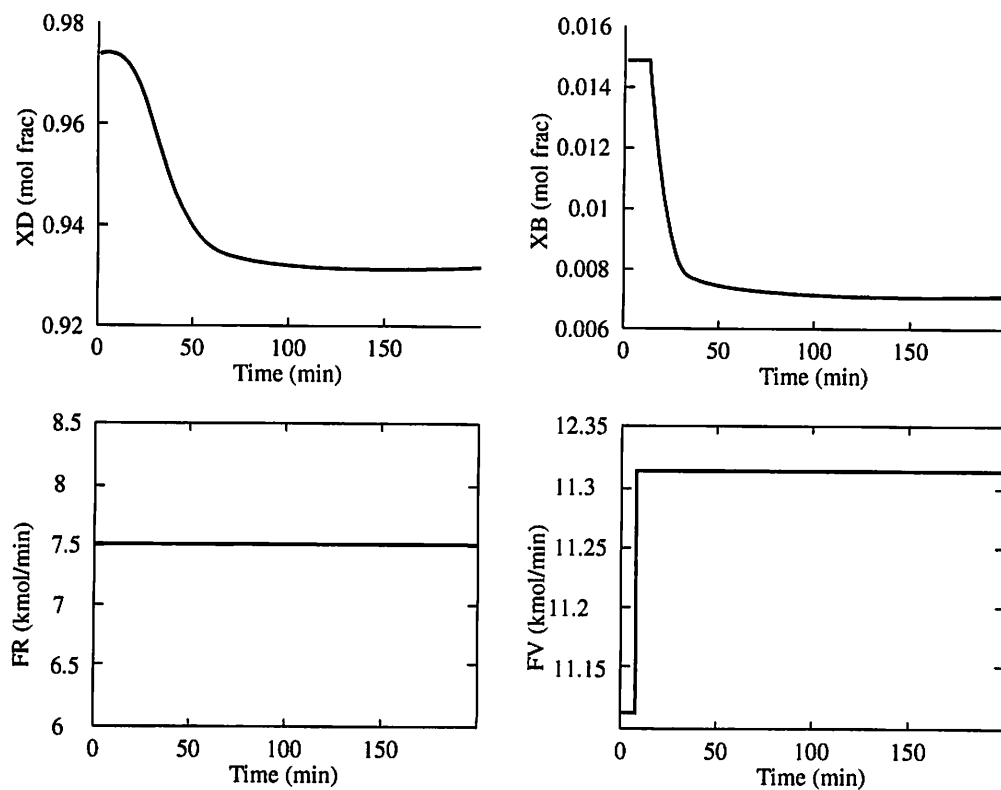 0.98
0.96
0.94
0.92
XD (mol frac)
0 50 100 150
Time (min)
0.016
0.014
0.012
0.01
0.008
0.006
XB (mol frac)
0 50 100 150
Time (min)
8.5
8
7.5
7
6.5
6
FR (kmol/min)
0 50 100 150
Time (min)
12.35
11.3
11.25
11.2
11.15
FV (kmol/min)
0 50 100 150
Time (min)